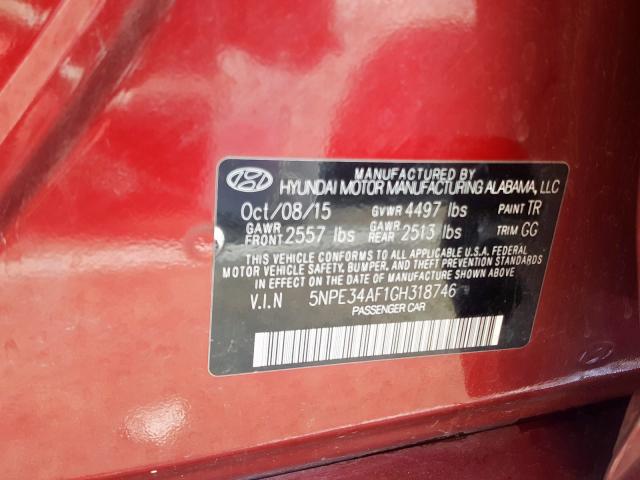 MANUFACTURED BY
HYUNDAI MOTOR MANUFACTURING ALABAMA, LLC
Oct/08/15 GVWR 4497 lbs PAINT TR
GAWR FRONT 2557 lbs GAWR REAR 2513 lbs TRIM GG
THIS VEHICLE CONFORMS TO ALL APPLICABLE U.S.A. FEDERAL
MOTOR VEHICLE SAFETY, BUMPER, AND THEFT PREVENTION STANDARDS
IN EFFECT ON THE DATE OF MANUFACTURE SHOWN ABOVE
V.I.N 5NPE34AF1GH318746
PASSENGER CAR